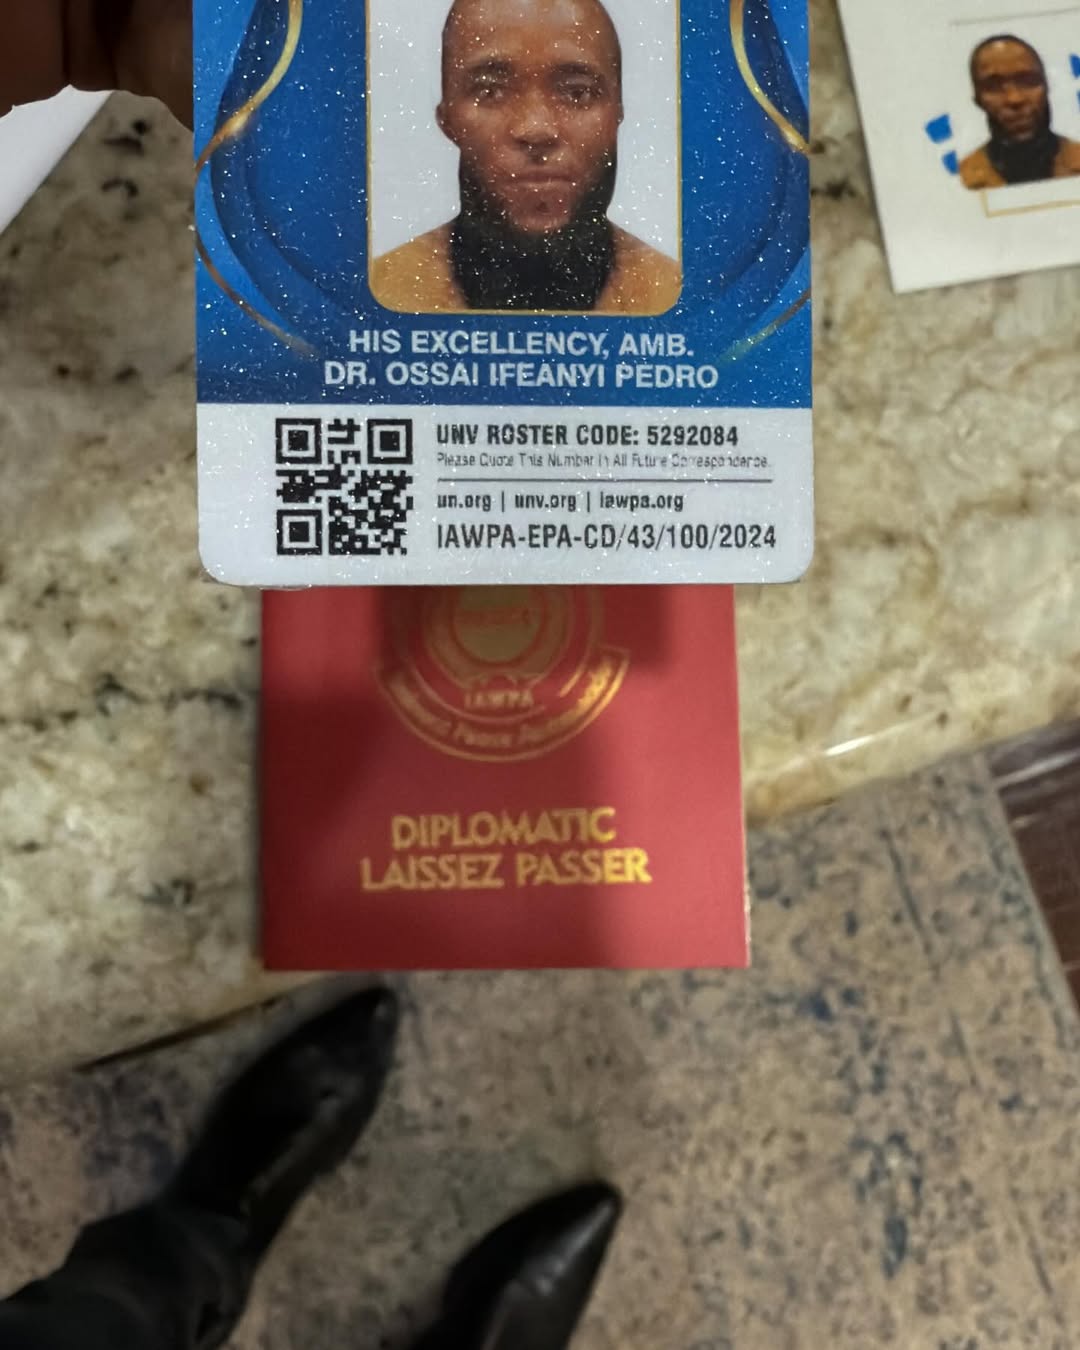 HIS EXCELLENCY, AMB.
DR. OSSAI IFEANYI PEDRO
UNV ROSTER CODE: 5292084
Please Quote This Number In All Future Correspondence.
un.org | unv.org | iawpa.org
IAWPA-EPA-CD/43/100/2024
IAWPA
DIPLOMATIC
LAISSEZ PASSER